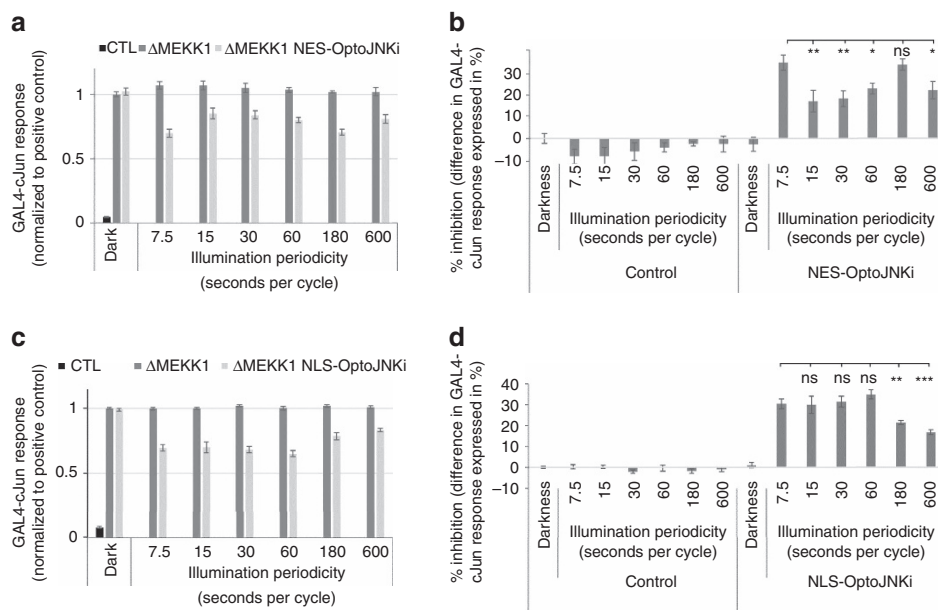 a
CTL ΔMEKK1 ΔMEKK1 NES-OptoJNKi
GAL4-cJun response
(normalized to positive control)
1
0.5
0
Dark
7.5 15 30 60 180 600
Illumination periodicity
(seconds per cycle)
b
% inhibition (difference in GAL4-
cJun response expressed in %)
** ** * ns *
30
20
10
0
−10
Darkness 7.5 15 30 60 180 600 Darkness 7.5 15 30 60 180 600
Illumination periodicity
(seconds per cycle)
Illumination periodicity
(seconds per cycle)
Control NES-OptoJNKi
c
CTL ΔMEKK1 ΔMEKK1 NLS-OptoJNKi
GAL4-cJun response
(normalized to positive control)
1
0.5
0
Dark
7.5 15 30 60 180 600
Illumination periodicity
(seconds per cycle)
d
% inhibition (difference in GAL4-
cJun response expressed in %)
ns ns ns ** ***
40
30
20
10
0
−10
Darkness 7.5 15 30 60 180 600 Darkness 7.5 15 30 60 180 600
Illumination periodicity
(seconds per cycle)
Illumination periodicity
(seconds per cycle)
Control NLS-OptoJNKi